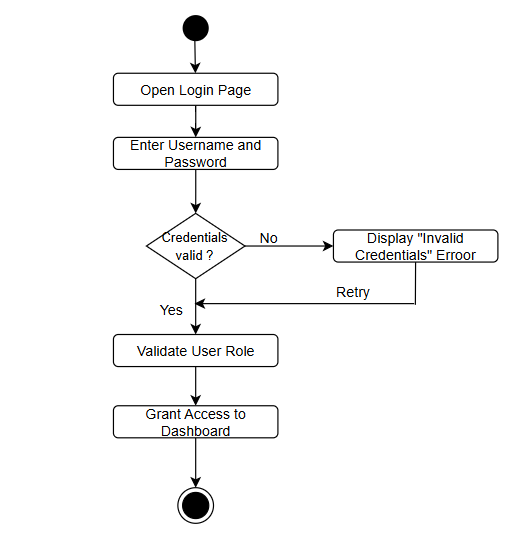 Open Login Page
Enter Username and
Password
Credentials
valid ?
No
Display "Invalid
Credentials" Erroor
Retry
Yes
Validate User Role
Grant Access to
Dashboard